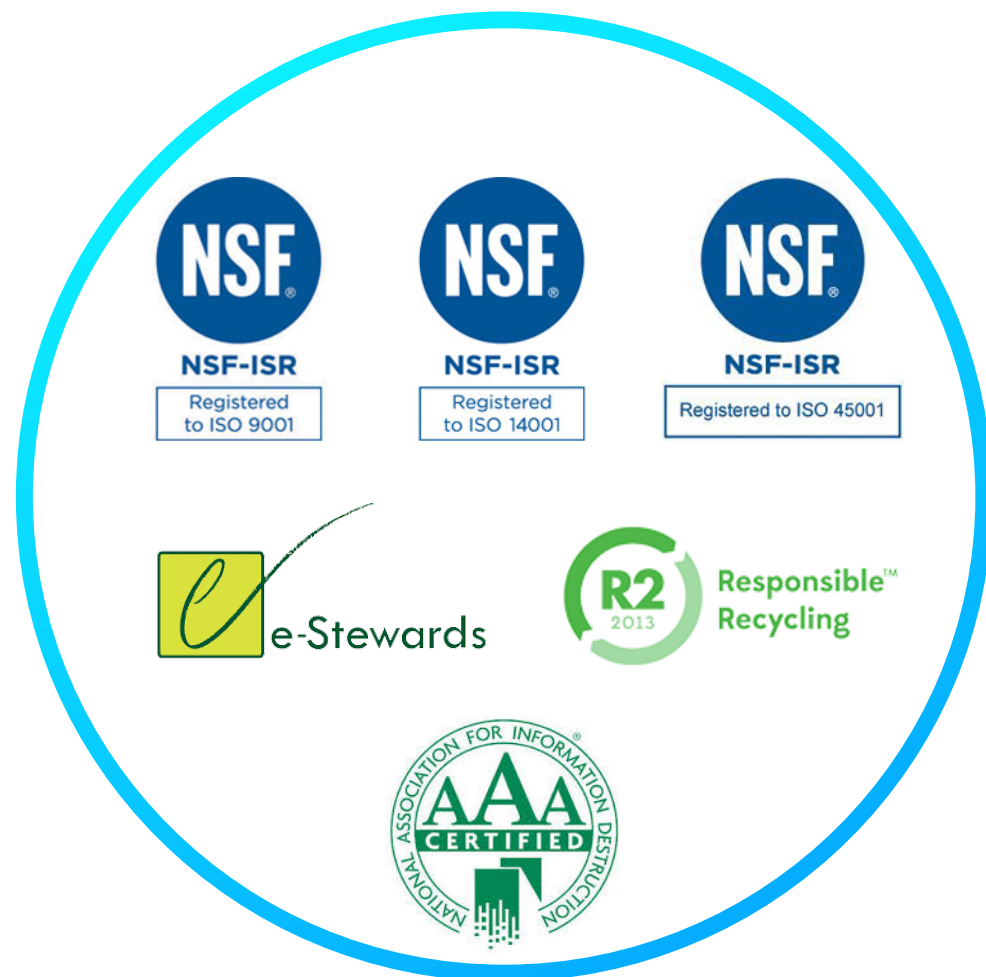 NSF®
NSF-ISR
Registered
to ISO 9001
NSF®
NSF-ISR
Registered
to ISO 14001
NSF®
NSF-ISR
Registered to ISO 45001
e-Stewards
R2
2013
Responsible™
Recycling
NATIONAL ASSOCIATION FOR INFORMATION DESTRUCTION®
AAA
CERTIFIED